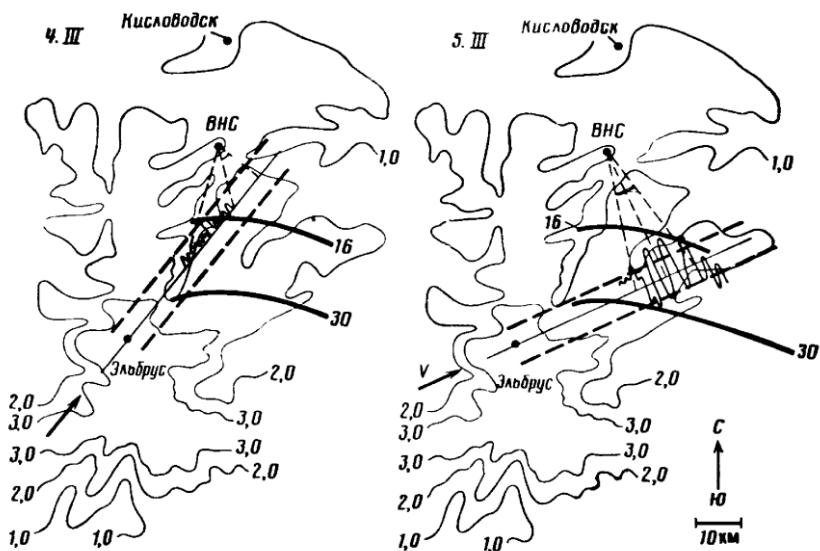 4. III
Кисловодск
ВНС
1,0
16
30
Эльбрус
2,0
3,0
2,0
3,0
3,0
2,0
1,0
1,0
3,0
2,0
5. III
Кисловодск
ВНС
1,0
16
30
V
Эльбрус
2,0
3,0
2,0
3,0
3,0
2,0
1,0
1,0
3,0
2,0
С
Ю
10 км